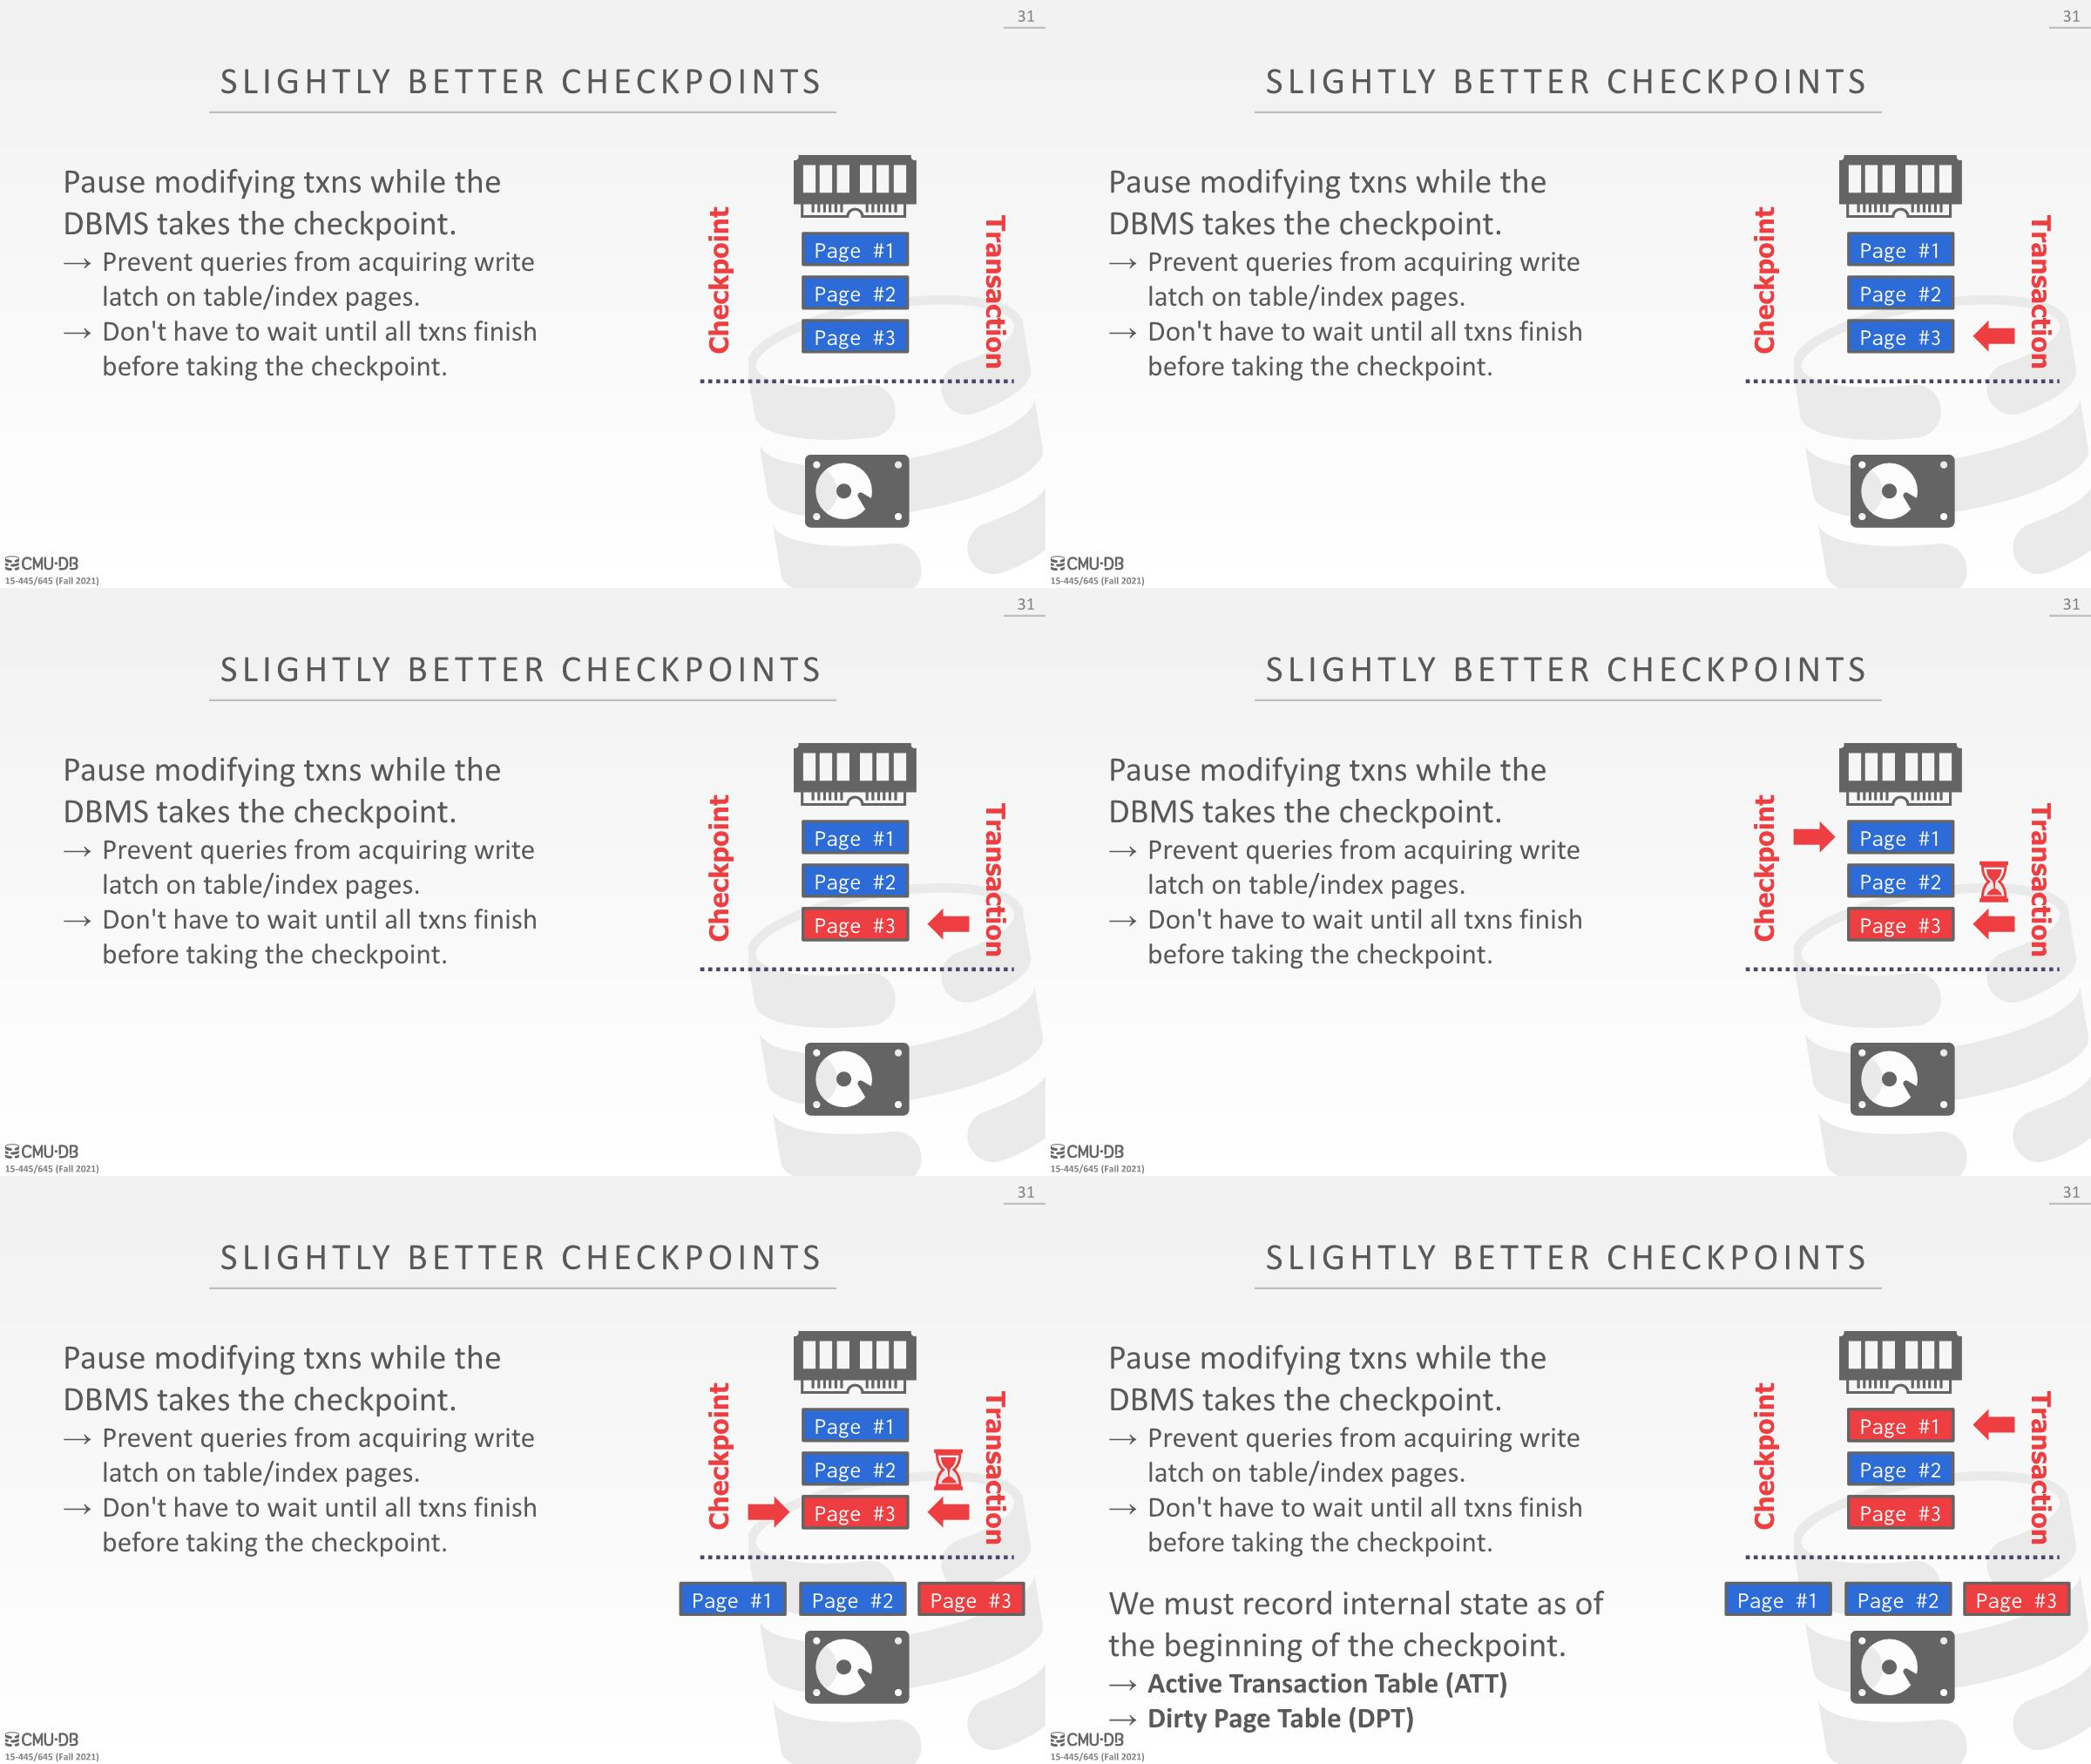 31
SLIGHTLY BETTER CHECKPOINTS
Pause modifying txns while the
DBMS takes the checkpoint.
→ Prevent queries from acquiring write
latch on table/index pages.
→ Don't have to wait until all txns finish
before taking the checkpoint.
Checkpoint
Page #1
Page #2
Page #3
Transaction
CMU·DB
15-445/645 (Fall 2021)
31
SLIGHTLY BETTER CHECKPOINTS
Pause modifying txns while the
DBMS takes the checkpoint.
→ Prevent queries from acquiring write
latch on table/index pages.
→ Don't have to wait until all txns finish
before taking the checkpoint.
Checkpoint
Page #1
Page #2
Page #3
Transaction
CMU·DB
15-445/645 (Fall 2021)
31
SLIGHTLY BETTER CHECKPOINTS
Pause modifying txns while the
DBMS takes the checkpoint.
→ Prevent queries from acquiring write
latch on table/index pages.
→ Don't have to wait until all txns finish
before taking the checkpoint.
Checkpoint
Page #1
Page #2
Page #3
Transaction
CMU·DB
15-445/645 (Fall 2021)
31
SLIGHTLY BETTER CHECKPOINTS
Pause modifying txns while the
DBMS takes the checkpoint.
→ Prevent queries from acquiring write
latch on table/index pages.
→ Don't have to wait until all txns finish
before taking the checkpoint.
Checkpoint
Page #1
Page #2
Page #3
Transaction
CMU·DB
15-445/645 (Fall 2021)
31
SLIGHTLY BETTER CHECKPOINTS
Pause modifying txns while the
DBMS takes the checkpoint.
→ Prevent queries from acquiring write
latch on table/index pages.
→ Don't have to wait until all txns finish
before taking the checkpoint.
Checkpoint
Page #1
Page #2
Page #3
Transaction
Page #1 Page #2 Page #3
CMU·DB
15-445/645 (Fall 2021)
31
SLIGHTLY BETTER CHECKPOINTS
Pause modifying txns while the
DBMS takes the checkpoint.
→ Prevent queries from acquiring write
latch on table/index pages.
→ Don't have to wait until all txns finish
before taking the checkpoint.
We must record internal state as of
the beginning of the checkpoint.
→ Active Transaction Table (ATT)
→ Dirty Page Table (DPT)
Checkpoint
Page #1
Page #2
Page #3
Transaction
Page #1 Page #2 Page #3
CMU·DB
15-445/645 (Fall 2021)